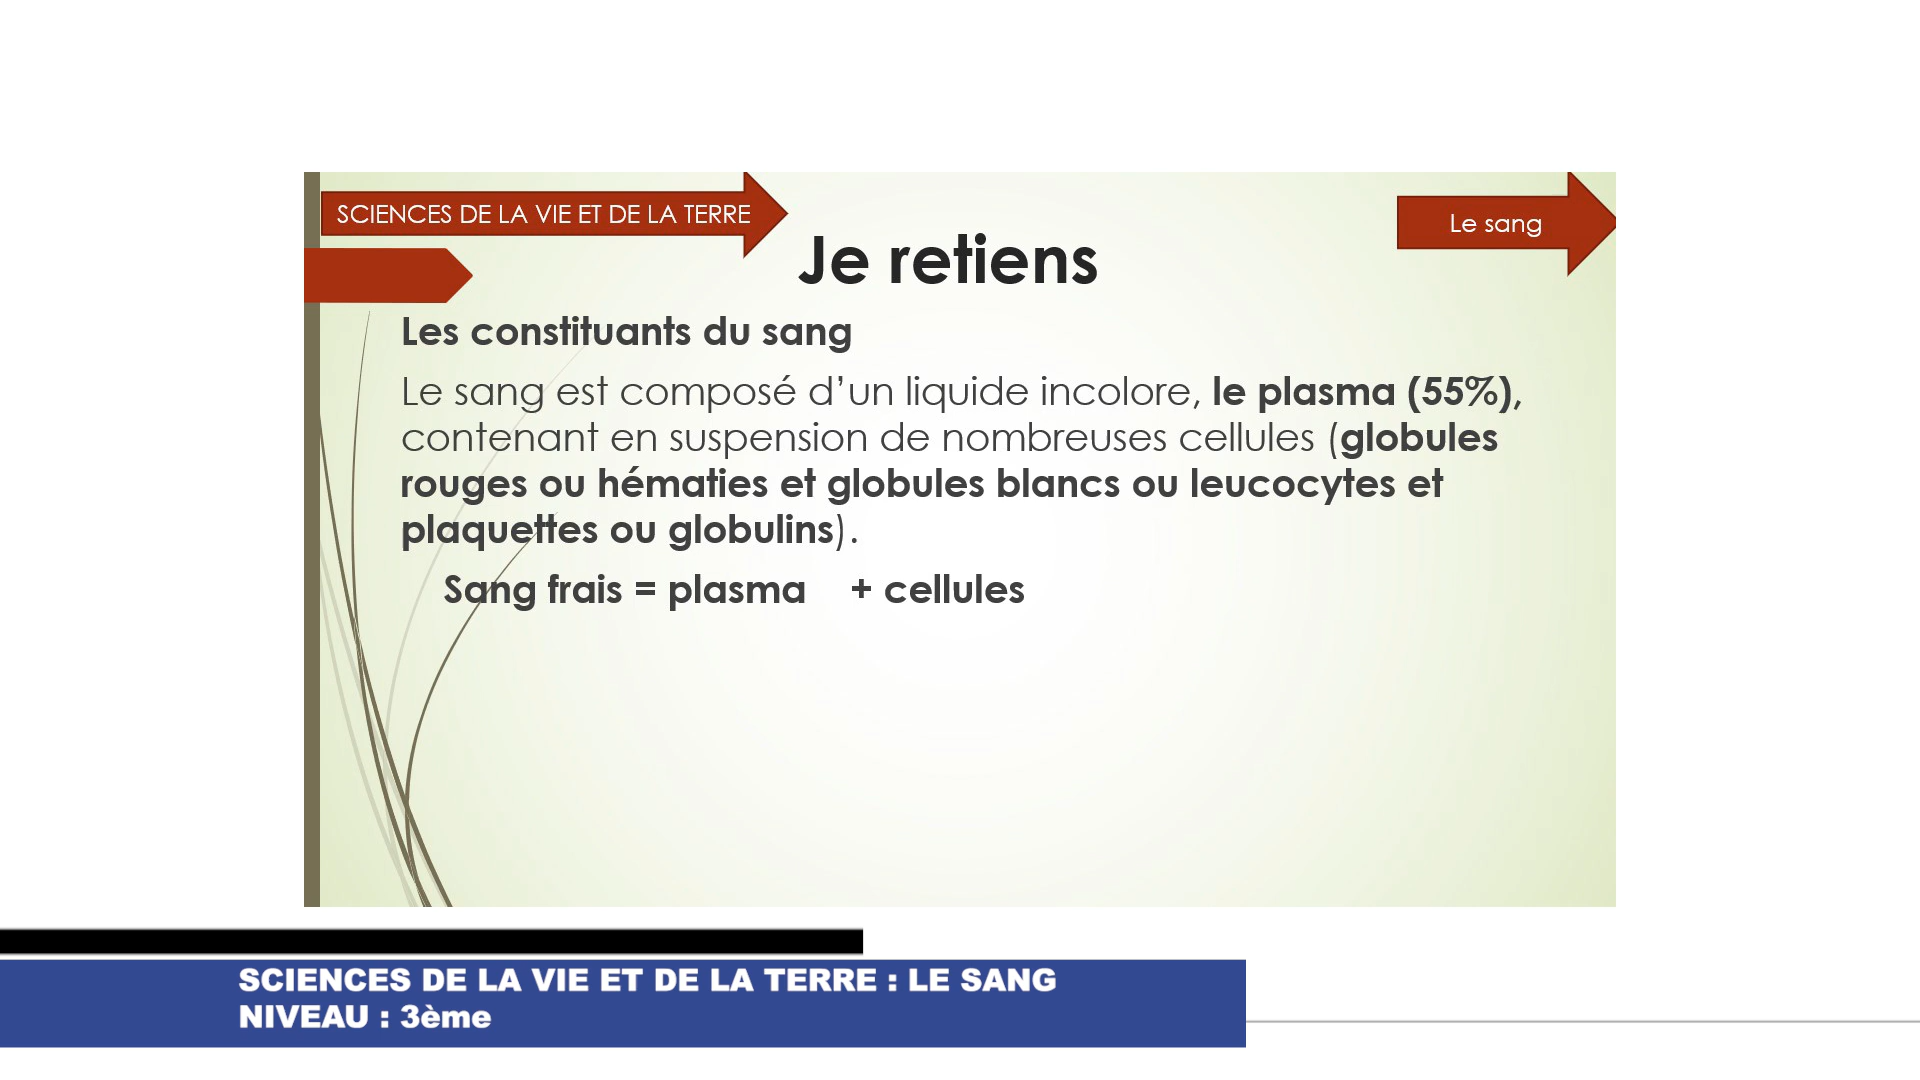 SCIENCES DE LA VIE ET DE LA TERRE
Le sang
Je retiens
Les constituants du sang
Le sang est composé d’un liquide incolore, le plasma (55%),
contenant en suspension de nombreuses cellules (globules
rouges ou hématies et globules blancs ou leucocytes et
plaquettes ou globulins).
Sang frais = plasma + cellules
SCIENCES DE LA VIE ET DE LA TERRE : LE SANG
NIVEAU : 3ème